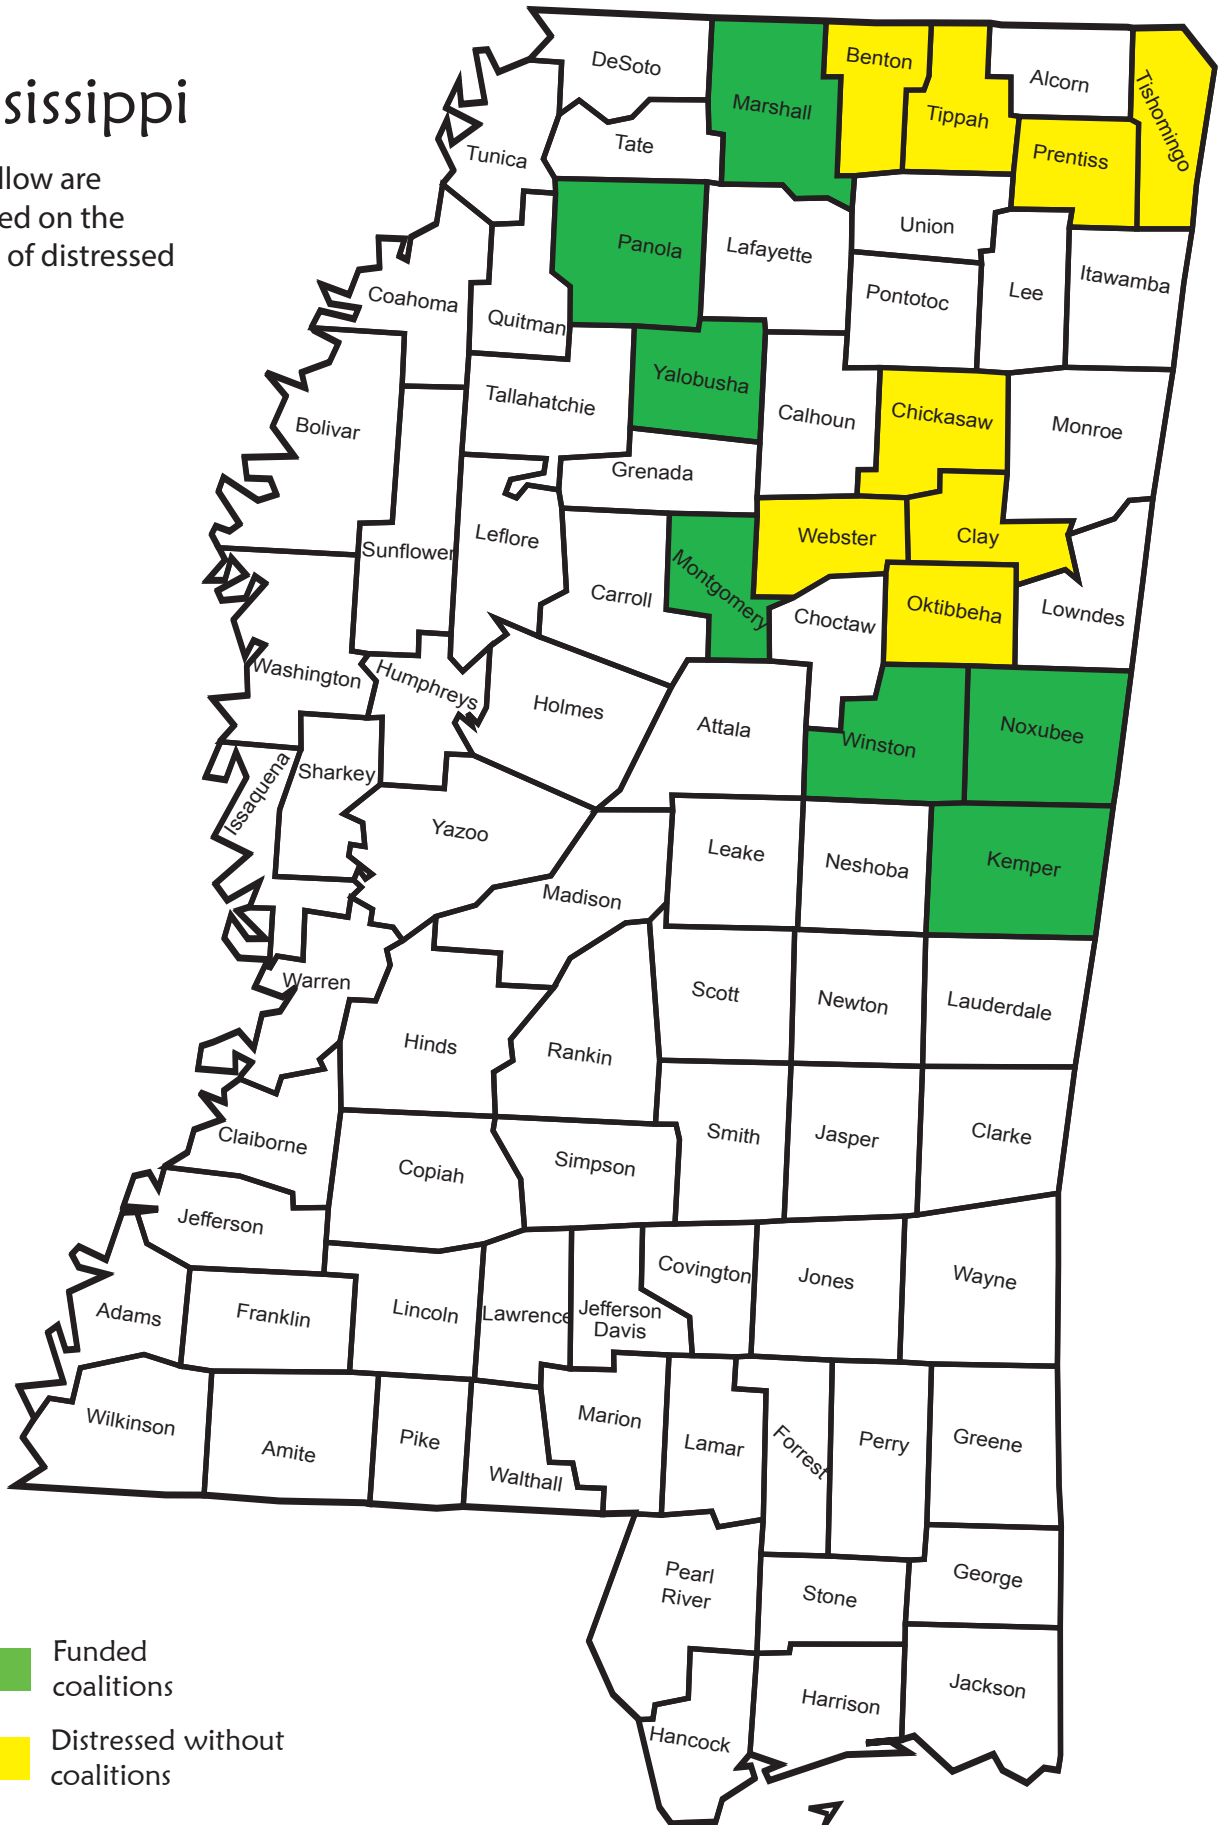 sissippi
llow are
ed on the
of distressed
DeSoto
Marshall
Benton
Tippah
Alcorn
Tishomingo
Tunica
Tate
Prentiss
Panola
Lafayette
Union
Pontotoc
Lee
Itawamba
Coahoma
Quitman
Yalobusha
Tallahatchie
Calhoun
Chickasaw
Monroe
Bolivar
Grenada
Sunflower
Leflore
Carroll
Montgomery
Webster
Clay
Choctaw
Oktibbeha
Lowndes
Washington
Humphreys
Holmes
Attala
Winston
Noxubee
Issaquena
Sharkey
Yazoo
Leake
Neshoba
Kemper
Madison
Warren
Hinds
Rankin
Scott
Newton
Lauderdale
Claiborne
Copiah
Simpson
Smith
Jasper
Clarke
Jefferson
Adams
Franklin
Lincoln
Lawrence
Jefferson
Davis
Covington
Jones
Wayne
Wilkinson
Amite
Pike
Walthall
Marion
Lamar
Forrest
Perry
Greene
Pearl
River
Stone
George
Hancock
Harrison
Jackson
Funded
coalitions
Distressed without
coalitions